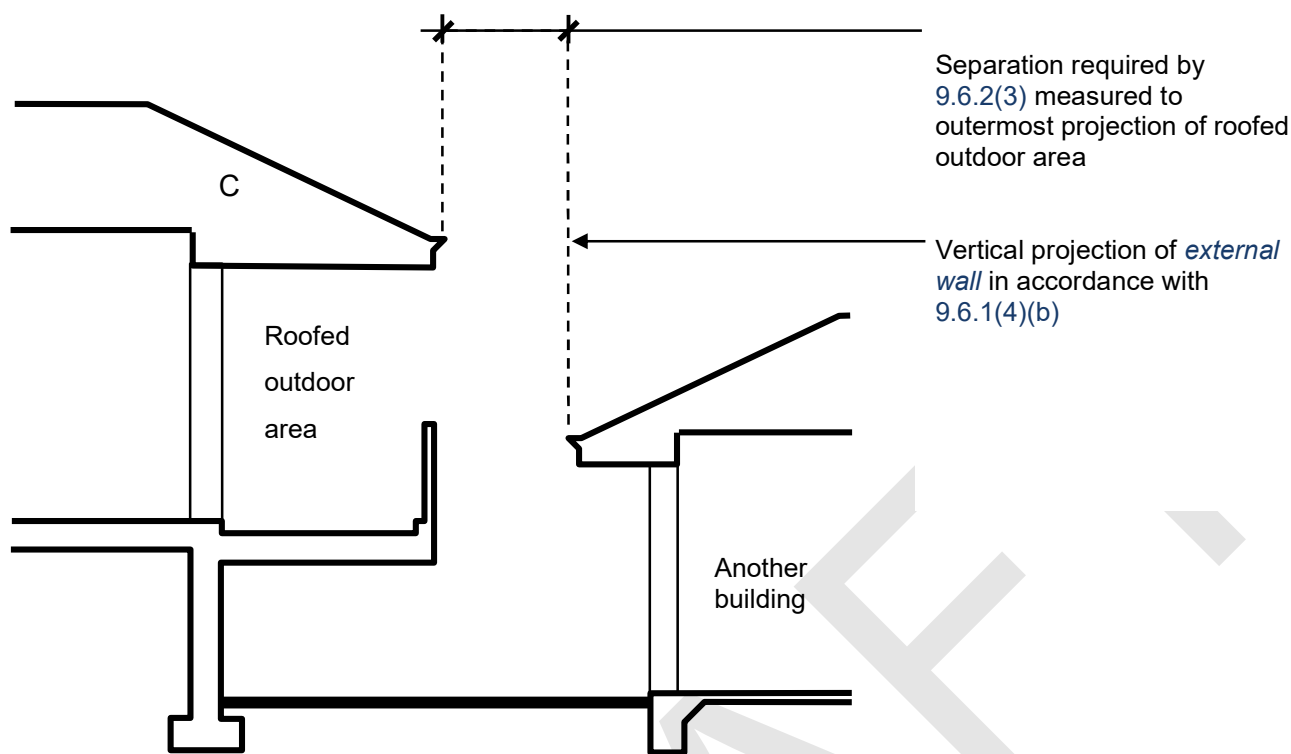 Separation required by
9.6.2(3) measured to
outermost projection of roofed
outdoor area
C
Vertical projection of external
wall in accordance with
9.6.1(4)(b)
Roofed
outdoor
area
Another
building